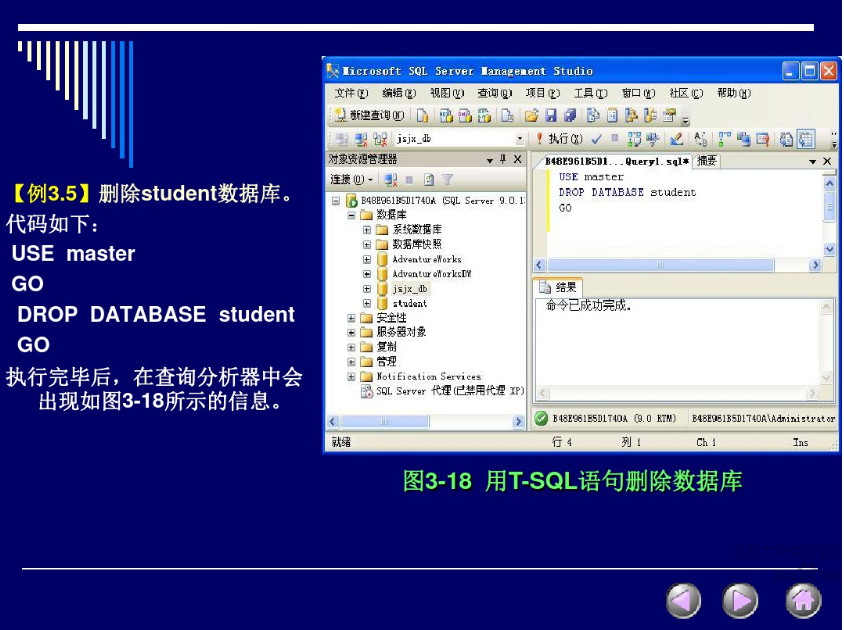 【例3.5】删除student数据库。
代码如下：
USE master
GO
DROP DATABASE student
GO
执行完毕后，在查询分析器中会
出现如图3-18所示的信息。
Microsoft SQL Server Management Studio
文件(F) 编辑(E) 视图(V) 查询(Q) 项目(P) 工具(T) 窗口(W) 社区(C) 帮助(H)
新建查询(N)
jsjx_db 执行(X)
对象资源管理器
连接(O)
B48E961B5D1740A (SQL Server 9.0.1
数据库
系统数据库
数据库快照
AdventureWorks
AdventureWorksDW
jsjx_db
student
安全性
服务器对象
复制
管理
Notification Services
SQL Server 代理(已禁用代理 XP)
B48E961B5D1...Query1.sql* 摘要
USE master
DROP DATABASE student
GO
结果
命令已成功完成。
B48E961B5D1740A (9.0 RTM) B48E961B5D1740A\Administrator
就绪 行 4 列 1 Ch 1 Ins
图3-18 用T-SQL语句删除数据库